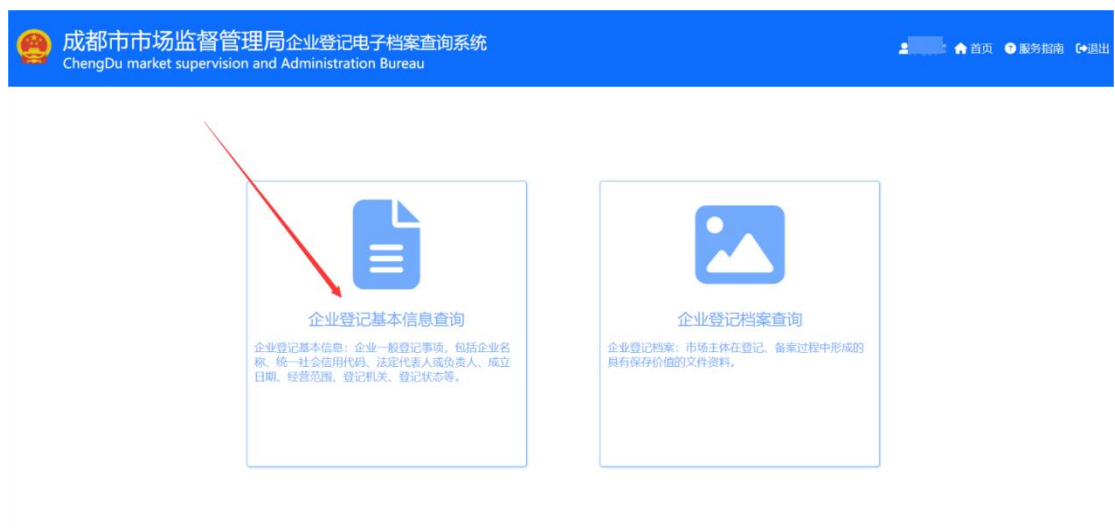 成都市市场监督管理局企业登记电子档案查询系统
ChengDu market supervision and Administration Bureau
首页 服务指南 退出
企业登记基本信息查询
企业登记基本信息：企业一般登记事项，包括企业名
称、统一社会信用代码、法定代表人或负责人、成立
日期、经营范围、登记机关、登记状态等。
企业登记档案查询
企业登记档案：市场主体在登记、备案过程中形成的
具有保存价值的文件资料。